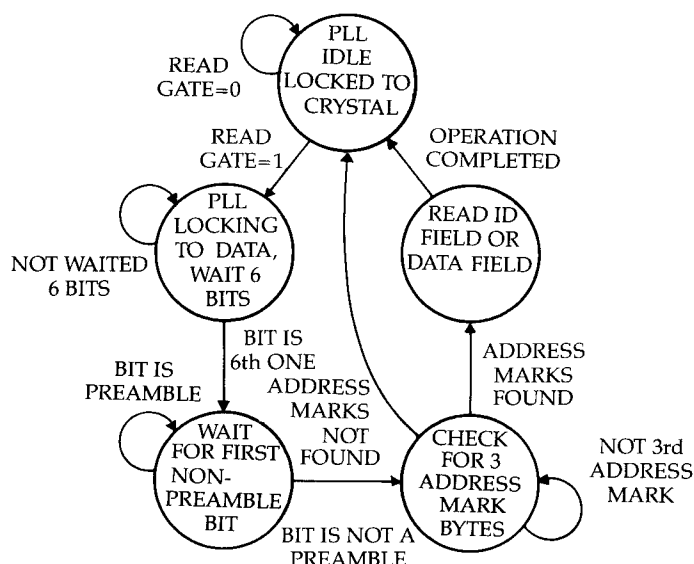 PLL
IDLE
LOCKED TO
CRYSTAL
READ
GATE=0
READ
GATE=1
OPERATION
COMPLETED
PLL
LOCKING
TO DATA,
WAIT 6
BITS
READ ID
FIELD OR
DATA FIELD
NOT WAITED
6 BITS
BIT IS
6th ONE
BIT IS
PREAMBLE
ADDRESS
MARKS
NOT
FOUND
ADDRESS
MARKS
FOUND
WAIT
FOR FIRST
NON-
PREAMBLE
BIT
CHECK
FOR 3
ADDRESS
MARK
BYTES
NOT 3rd
ADDRESS
MARK
BIT IS NOT A
PREAMBLE